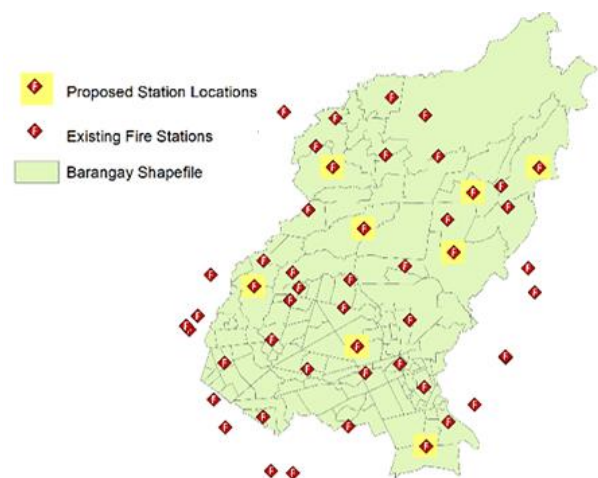 Proposed Station Locations
Existing Fire Stations
Barangay Shapefile